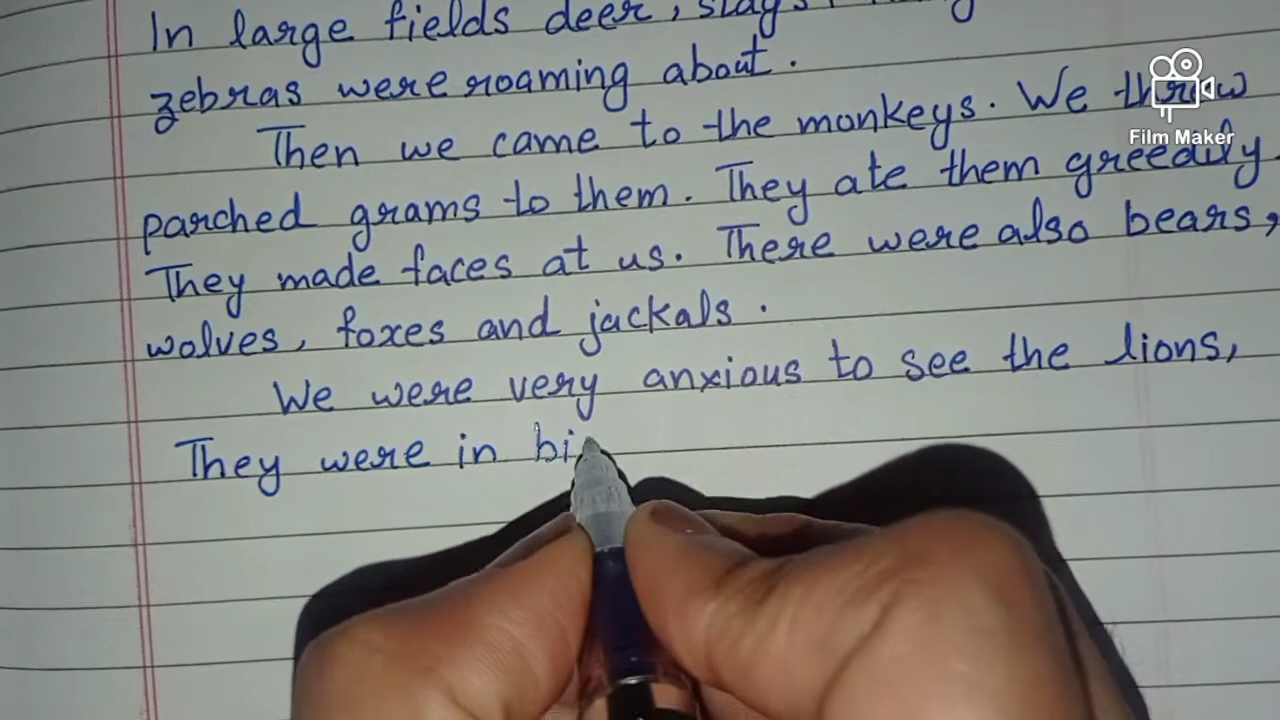 In large fields deer, stags,
zebras were roaming about.
Then we came to the monkeys. We threw
Film Maker
parched grams to them. They ate them greedily.
They made faces at us. There were also bears,
wolves, foxes and jackals.
We were very anxious to see the lions,
They were in bi